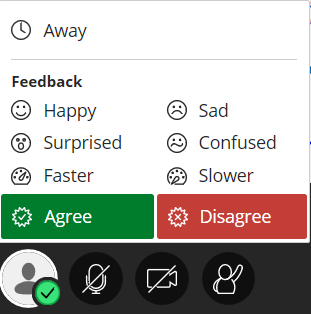 Away
Feedback
Happy Sad
Surprised Confused
Faster Slower
Agree Disagree